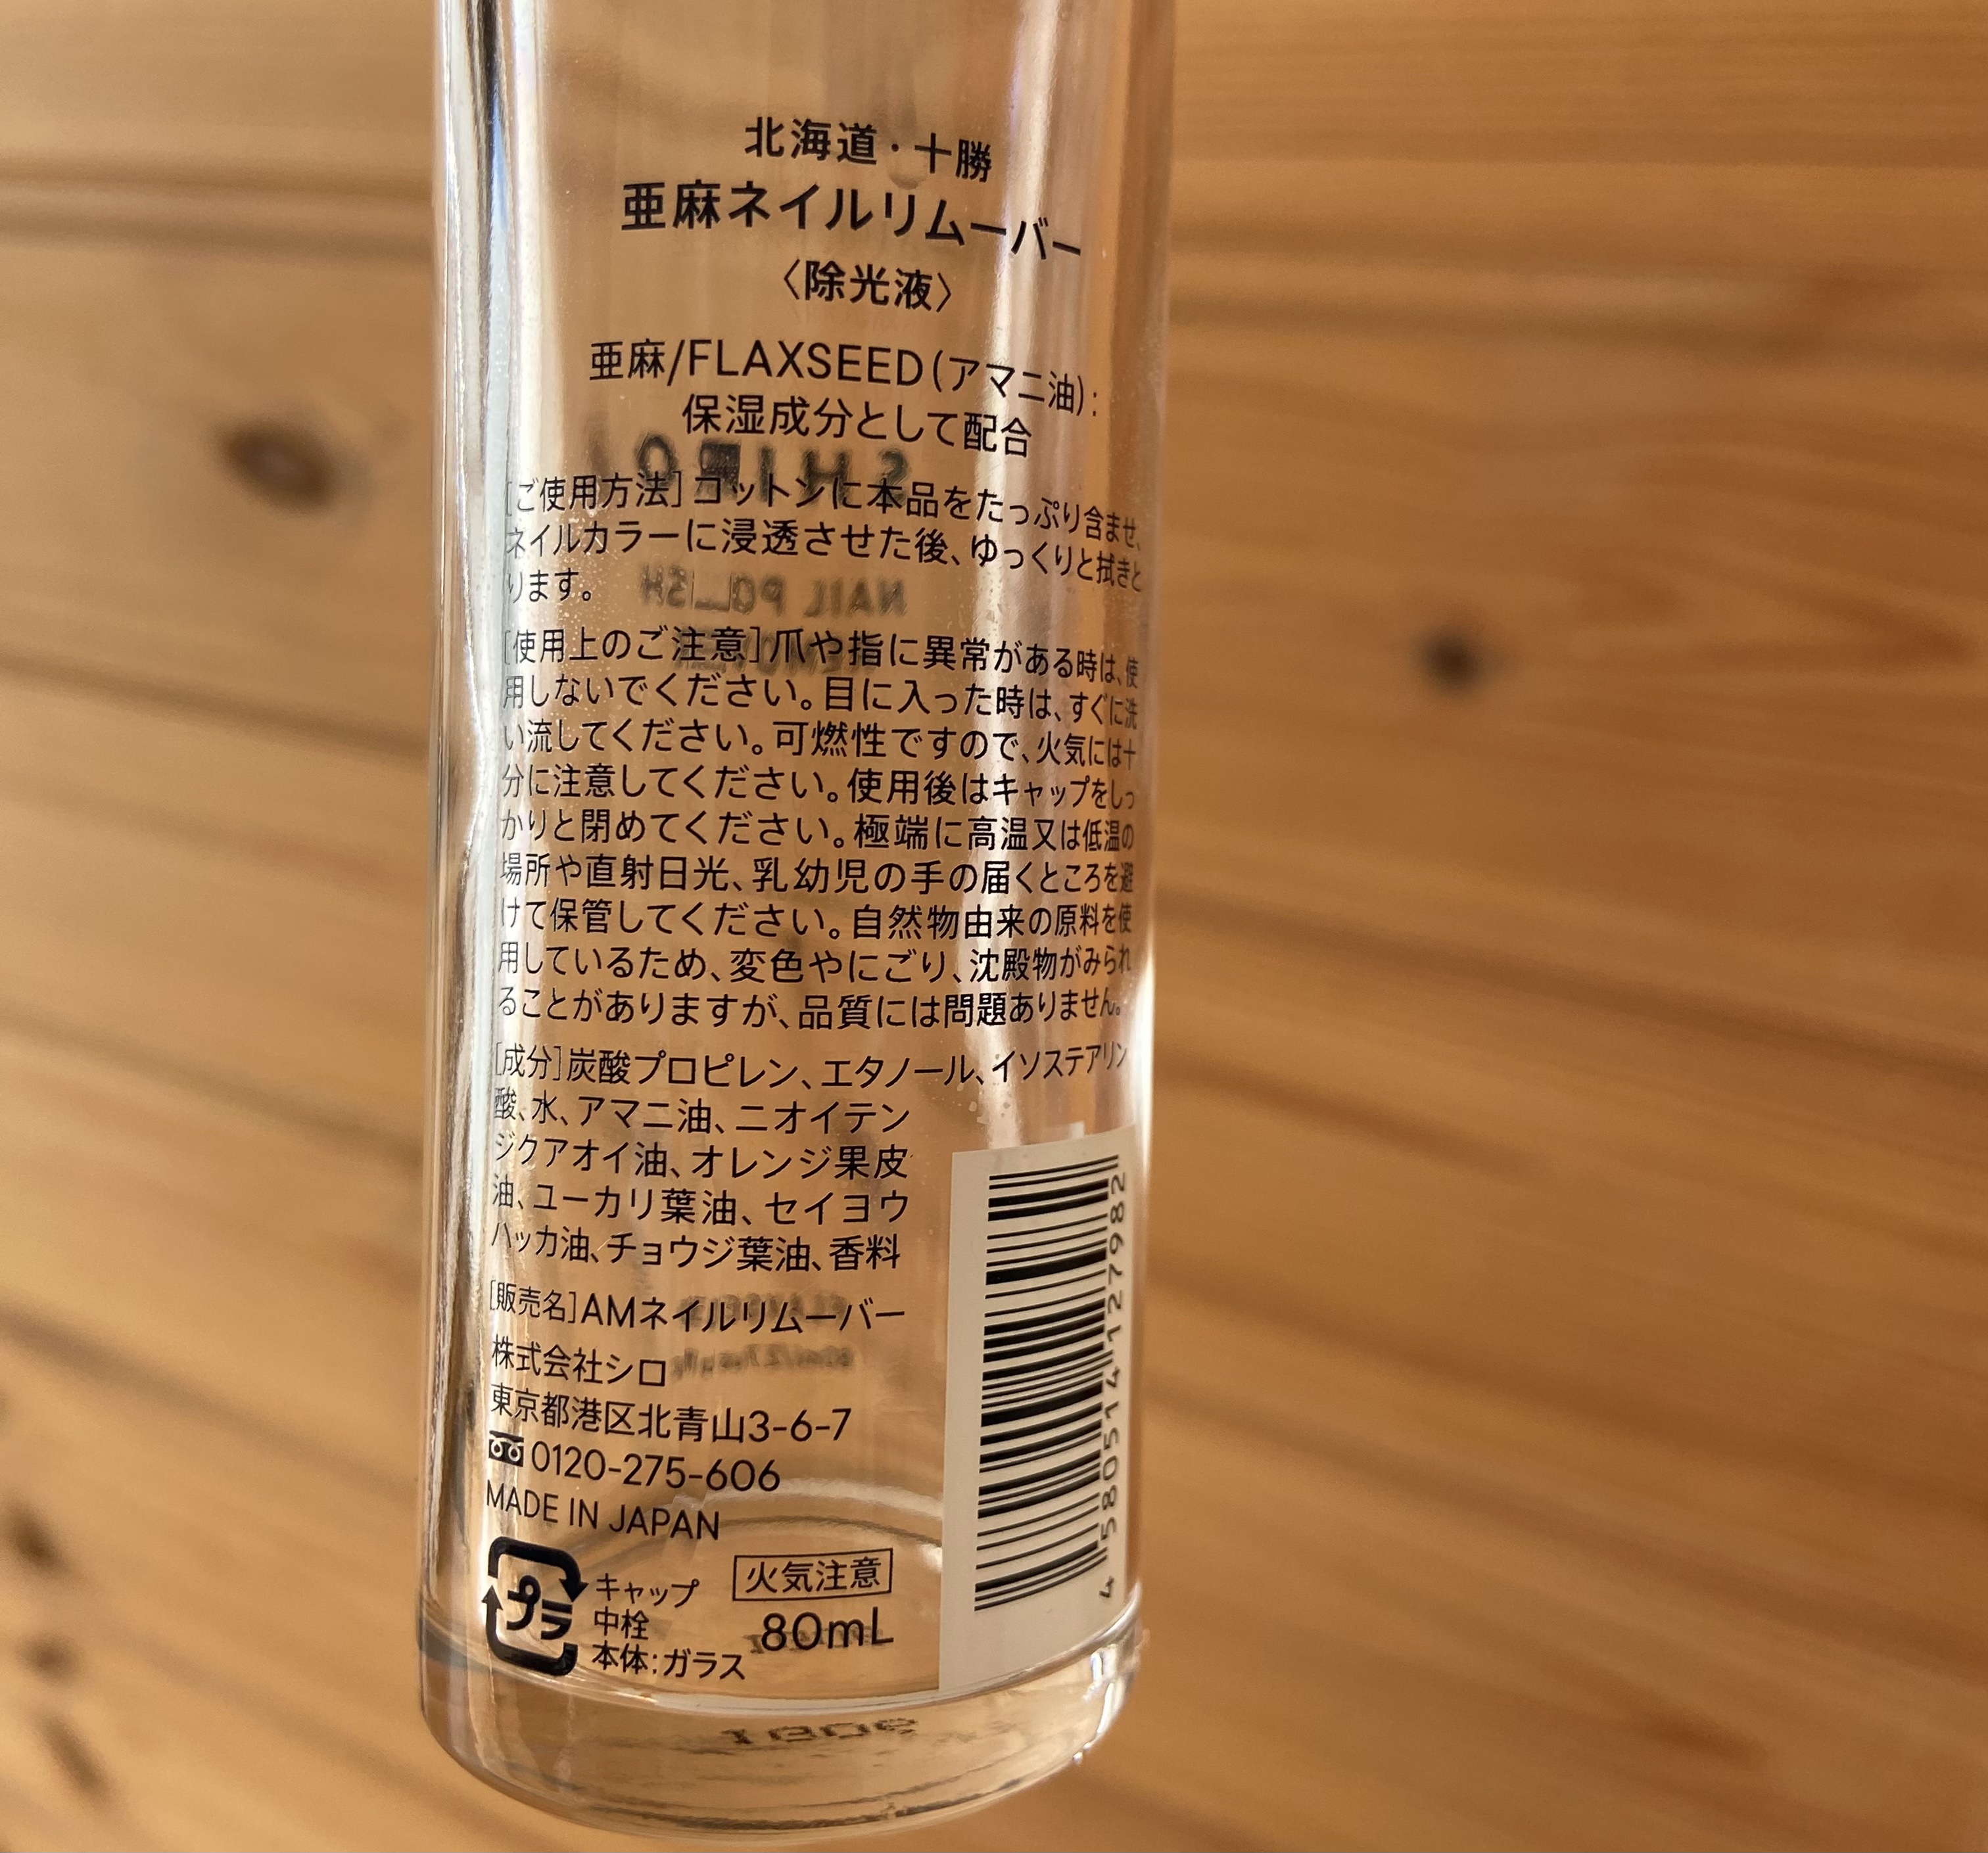 北海道・十勝
亜麻ネイルリムーバー
〈除光液〉
亜麻/FLAXSEED(アマニ油):
保湿成分として配合
SHIRO
[ご使用方法]コットンに本品をたっぷり含ませ、
ネイルカラーに浸透させた後、ゆっくりと拭きと
ります。
NAIL POLISH
REMOVER
[使用上のご注意]爪や指に異常がある時は、使
用しないでください。目に入った時は、すぐに洗
い流してください。可燃性ですので、火気には十
分に注意してください。使用後はキャップをしっ
かりと閉めてください。極端に高温又は低温の
場所や直射日光、乳幼児の手の届くところを避
けて保管してください。自然物由来の原料を使
用しているため、変色やにごり、沈殿物がみられ
ることがありますが、品質には問題ありません。
[成分]炭酸プロピレン、エタノール、イソステアリン
酸、水、アマニ油、ニオイテン
ジクアオイ油、オレンジ果皮
油、ユーカリ葉油、セイヨウ
ハッカ油、チョウジ葉油、香料
[販売名]AMネイルリムーバー
株式会社シロ
東京都港区北青山3-6-7
0120-275-606
MADE IN JAPAN
プラ
キャップ
中栓
本体:ガラス
火気注意
80mL
4 580514 127982